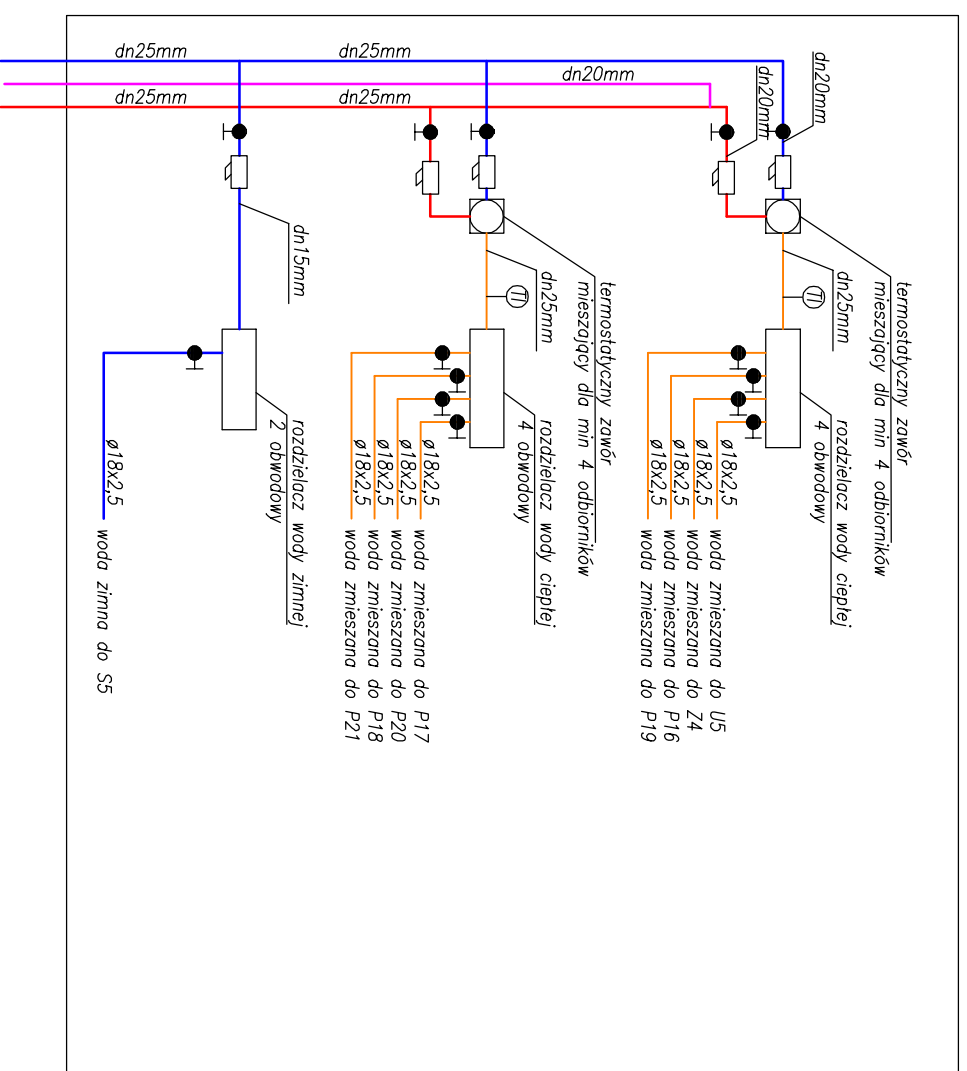 dn25mm
dn25mm
dn20mm
dn25mm
dn25mm
dn20mm
dn20mm
termostatyczny zawór
mieszający dla min 4 odbiorników
dn25mm
TI
rozdzielacz wody ciepłej
4 obwodowy
ø18x2,5
ø18x2,5
ø18x2,5
ø18x2,5
woda zmieszana do U5
woda zmieszana do Z4
woda zmieszana do P16
woda zmieszana do P19
termostatyczny zawór
mieszający dla min 4 odbiorników
dn25mm
TI
rozdzielacz wody ciepłej
4 obwodowy
ø18x2,5
ø18x2,5
ø18x2,5
ø18x2,5
woda zmieszana do P17
woda zmieszana do P20
woda zmieszana do P18
woda zmieszana do P21
dn15mm
rozdzielacz wody zimnej
2 obwodowy
ø18x2,5
woda zimna do S5